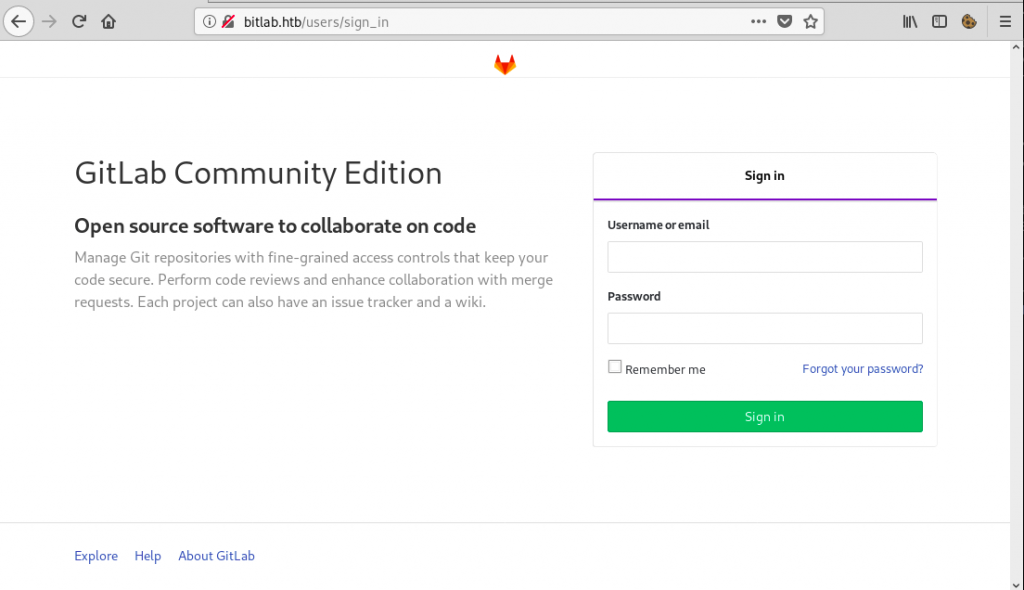 bitlab.htb/users/sign_in
GitLab Community Edition
Open source software to collaborate on code
Manage Git repositories with fine-grained access controls that keep your
code secure. Perform code reviews and enhance collaboration with merge
requests. Each project can also have an issue tracker and a wiki.
Sign in
Username or email
Password
Remember me
Forgot your password?
Sign in
Explore
Help
About GitLab